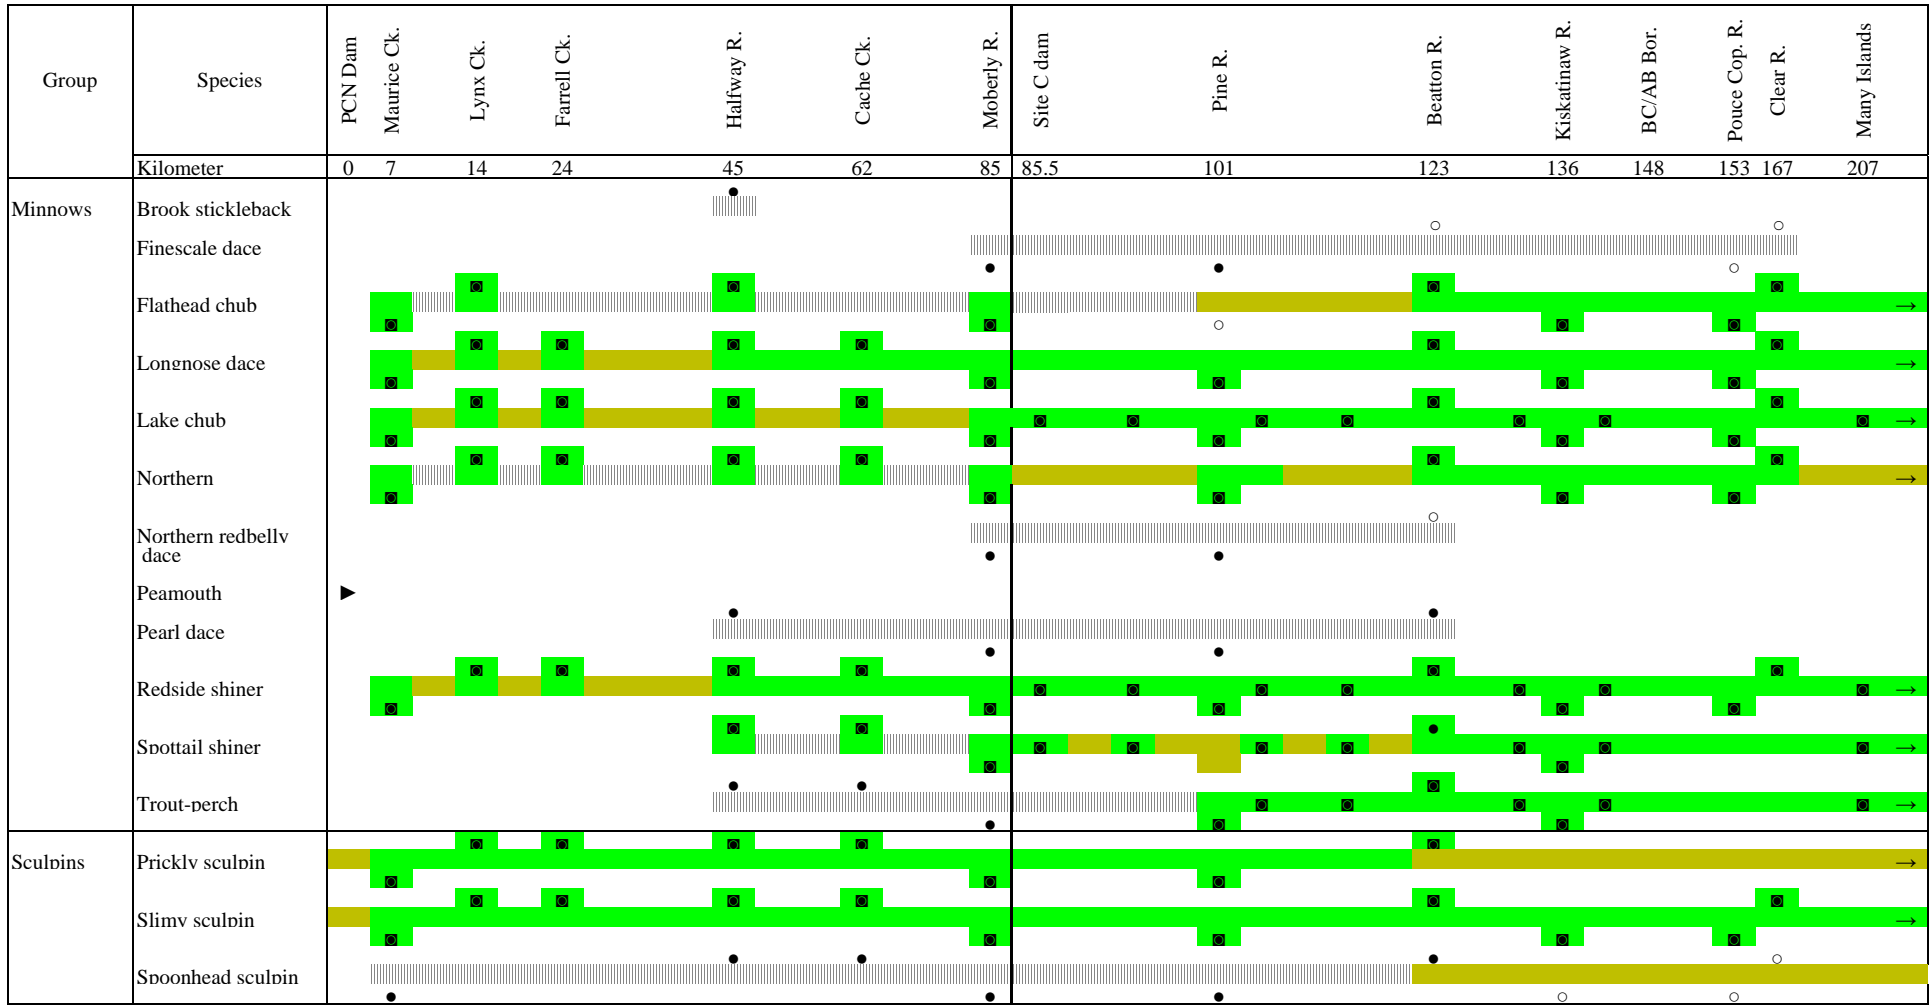 Group
Species
PCN Dam
Maurice Ck.
Lynx Ck.
Farrell Ck.
Halfway R.
Cache Ck.
Moberly R.
Site C dam
Pine R.
Beatton R.
Kiskatinaw R.
BC/AB Bor.
Pouce Cop. R.
Clear R.
Many Islands
Kilometer 0 7 14 24 45 62 85 85.5 101 123 136 148 153 167 207
Minnows Brook stickleback
Finescale dace
Flathead chub →
Longnose dace →
Lake chub →
Northern →
Northern redbelly
dace
Peamouth ►
Pearl dace
Redside shiner →
Spottail shiner →
Trout-perch →
Sculpins Prickly sculpin →
Slimy sculpin →
Spoonhead sculpin